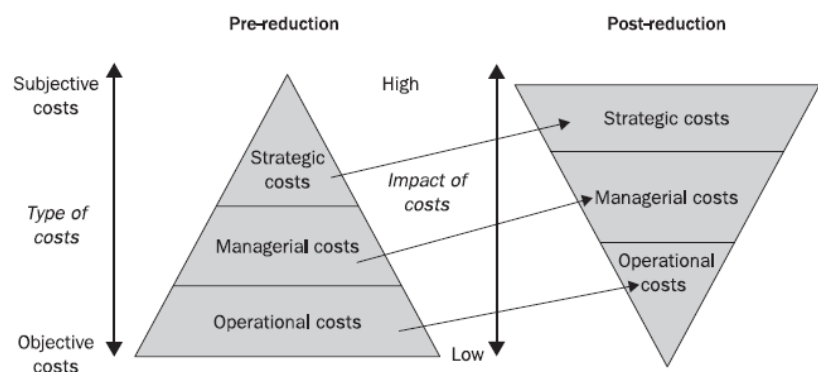 Pre-reduction
Post-reduction
Subjective
costs
High
Strategic costs
Strategic
costs
Impact of
costs
Type of
costs
Managerial costs
Managerial costs
Operational
costs
Operational costs
Objective
costs
Low